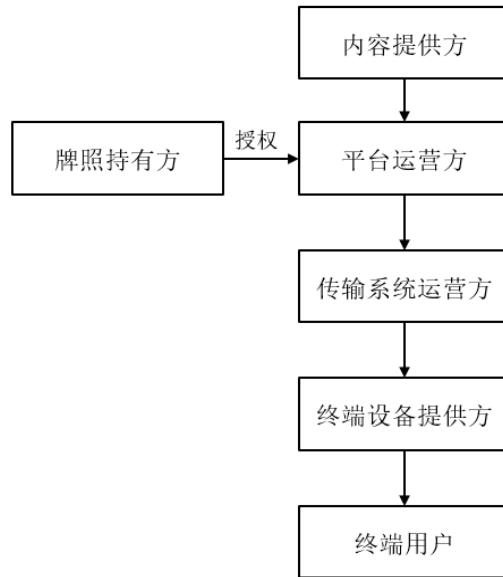 内容提供方
牌照持有方
授权
平台运营方
传输系统运营方
终端设备提供方
终端用户